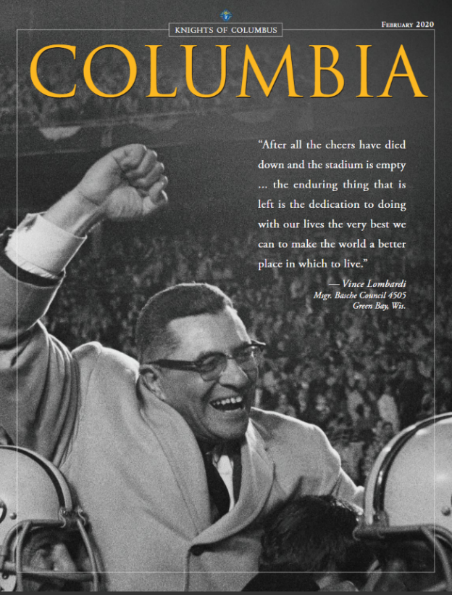 KNIGHTS OF COLUMBUS
FEBRUARY 2020
COLUMBIA
“After all the cheers have died
down and the stadium is empty
... the enduring thing that is
left is the dedication to doing
with our lives the very best we
can to make the world a better
place in which to live.”
— Vince Lombardi
Msgr. Basche Council 4505
Green Bay, Wis.